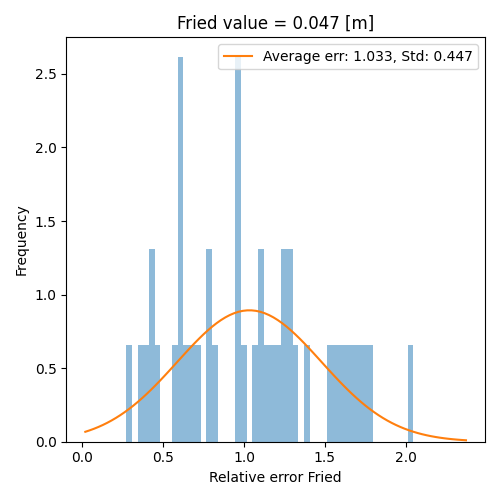 Fried value = 0.047 [m]
Average err: 1.033, Std: 0.447
2.5
2.0
1.5
1.0
0.5
0.0
Frequency
0.0 0.5 1.0 1.5 2.0
Relative error Fried